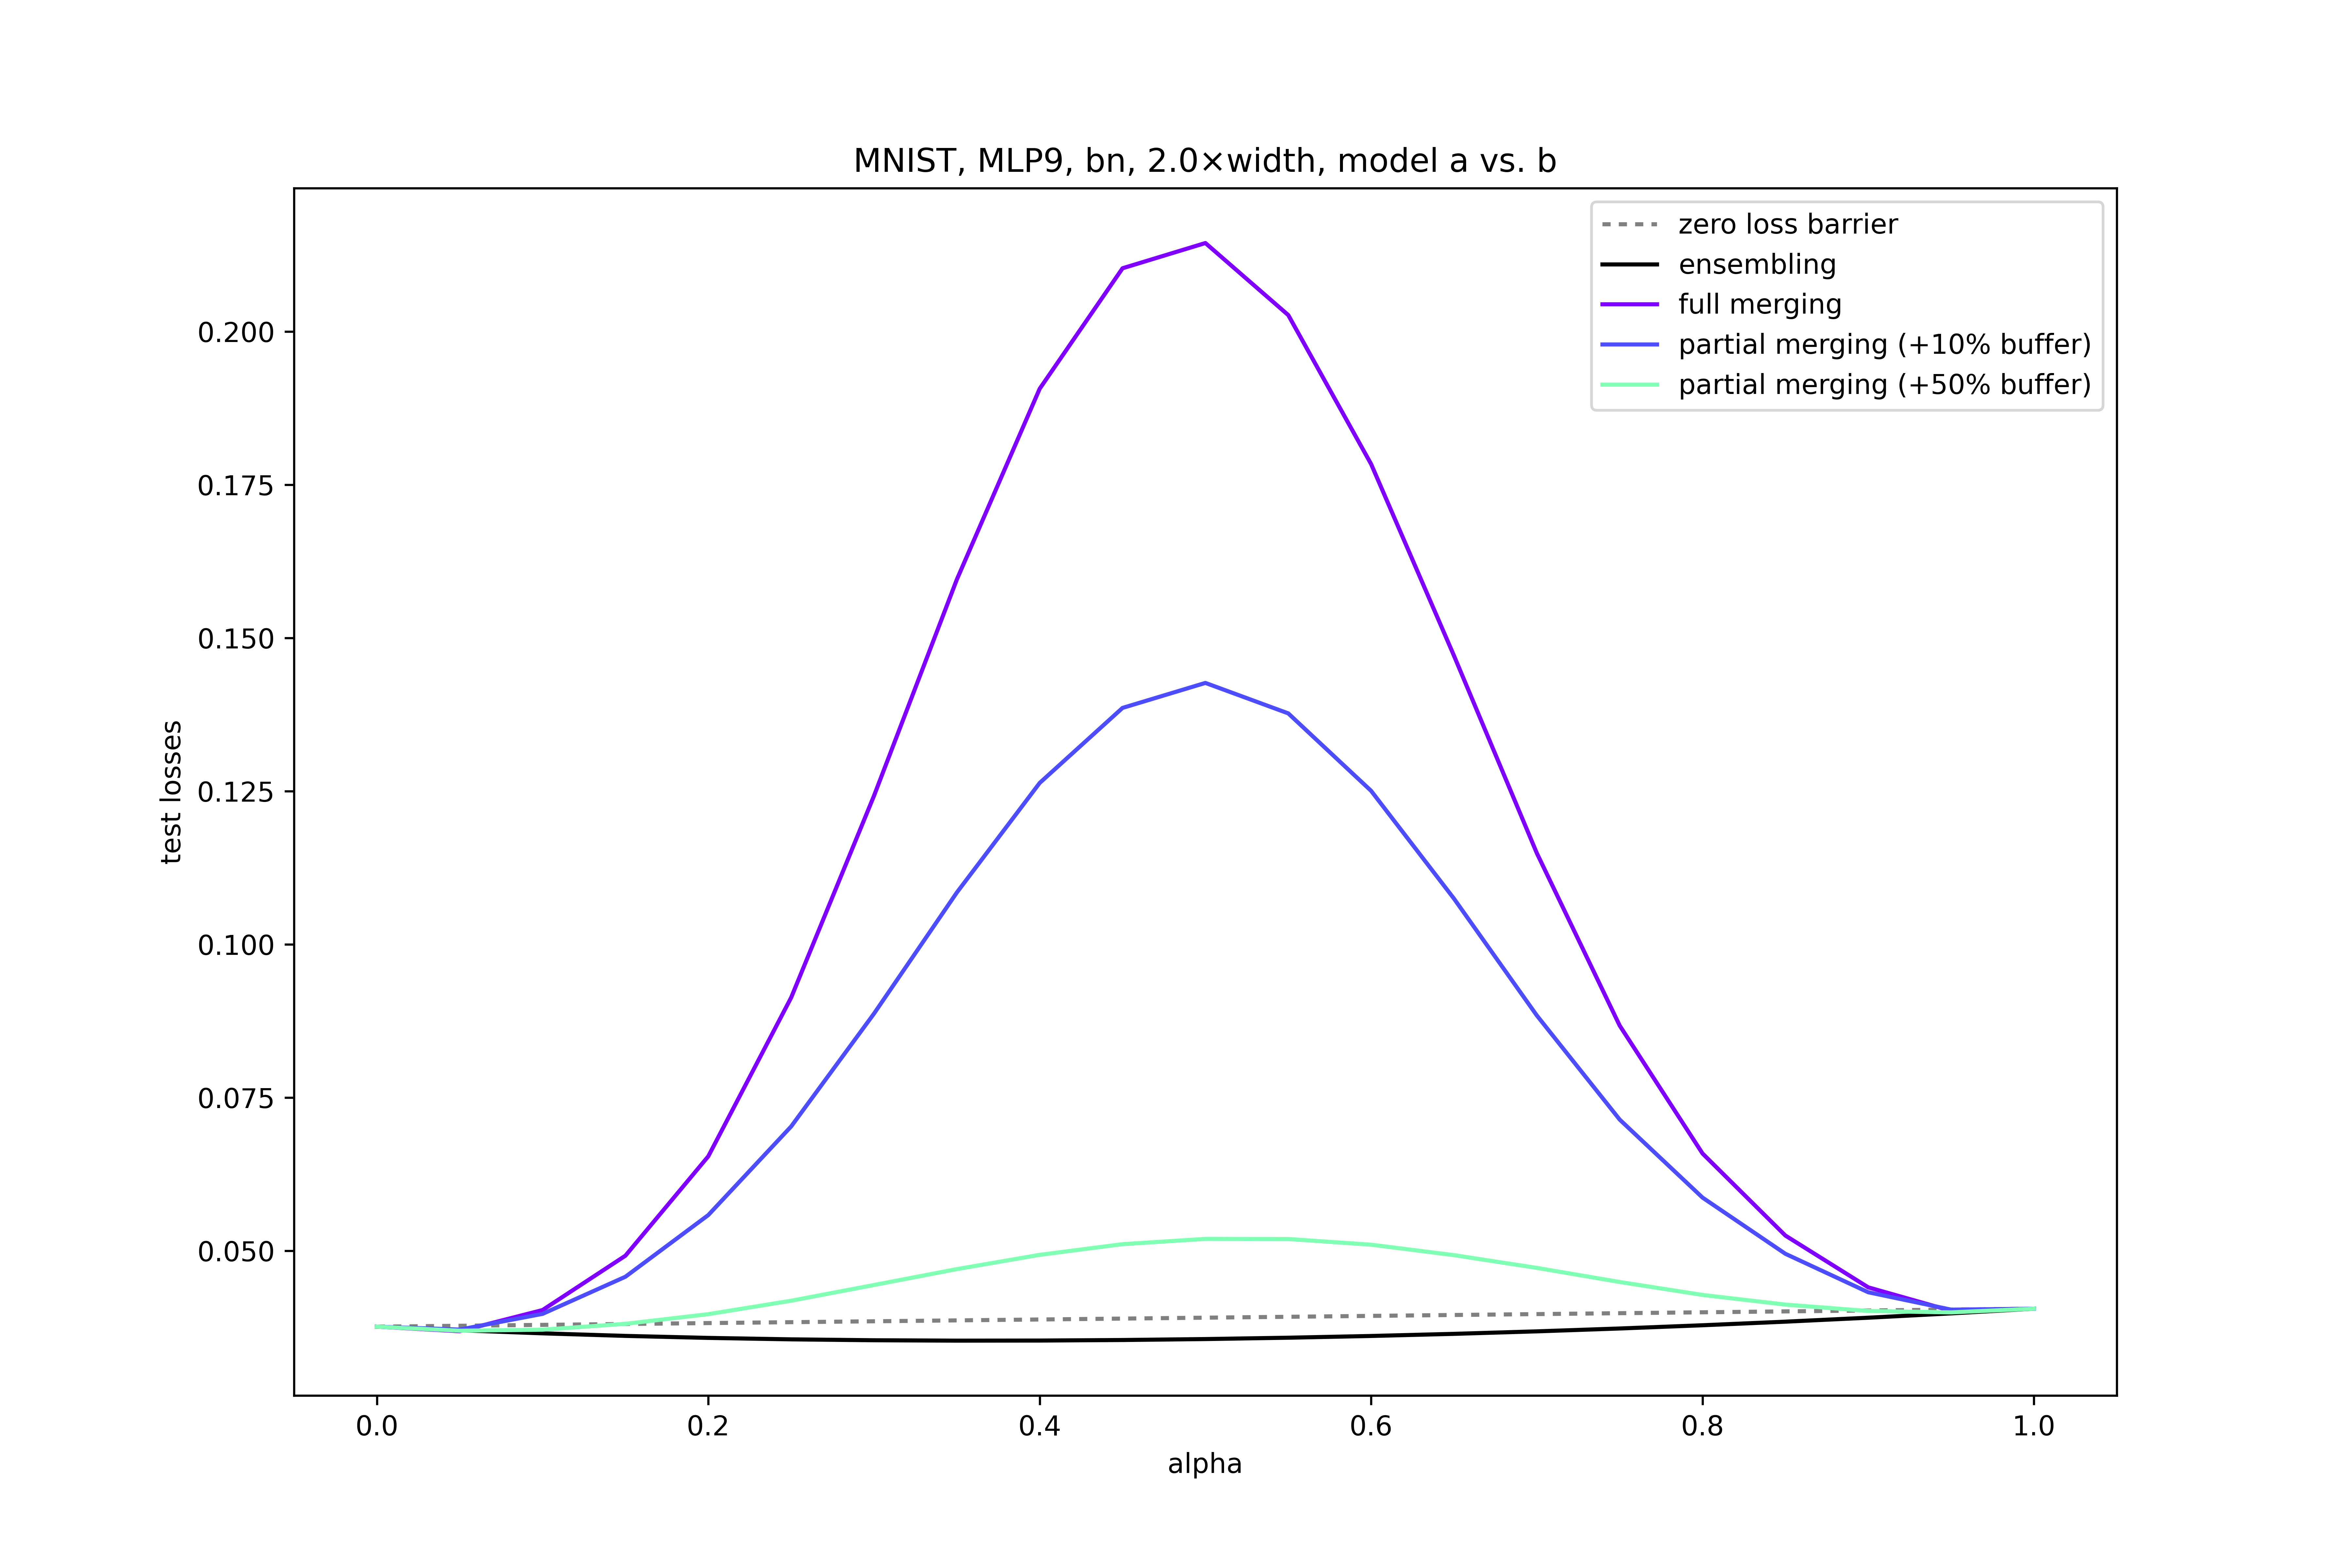 MNIST, MLP9, bn, 2.0×width, model a vs. b
zero loss barrier
ensembling
full merging
partial merging (+10% buffer)
partial merging (+50% buffer)
test losses
0.200
0.175
0.150
0.125
0.100
0.075
0.050
0.0 0.2 0.4 0.6 0.8 1.0
alpha